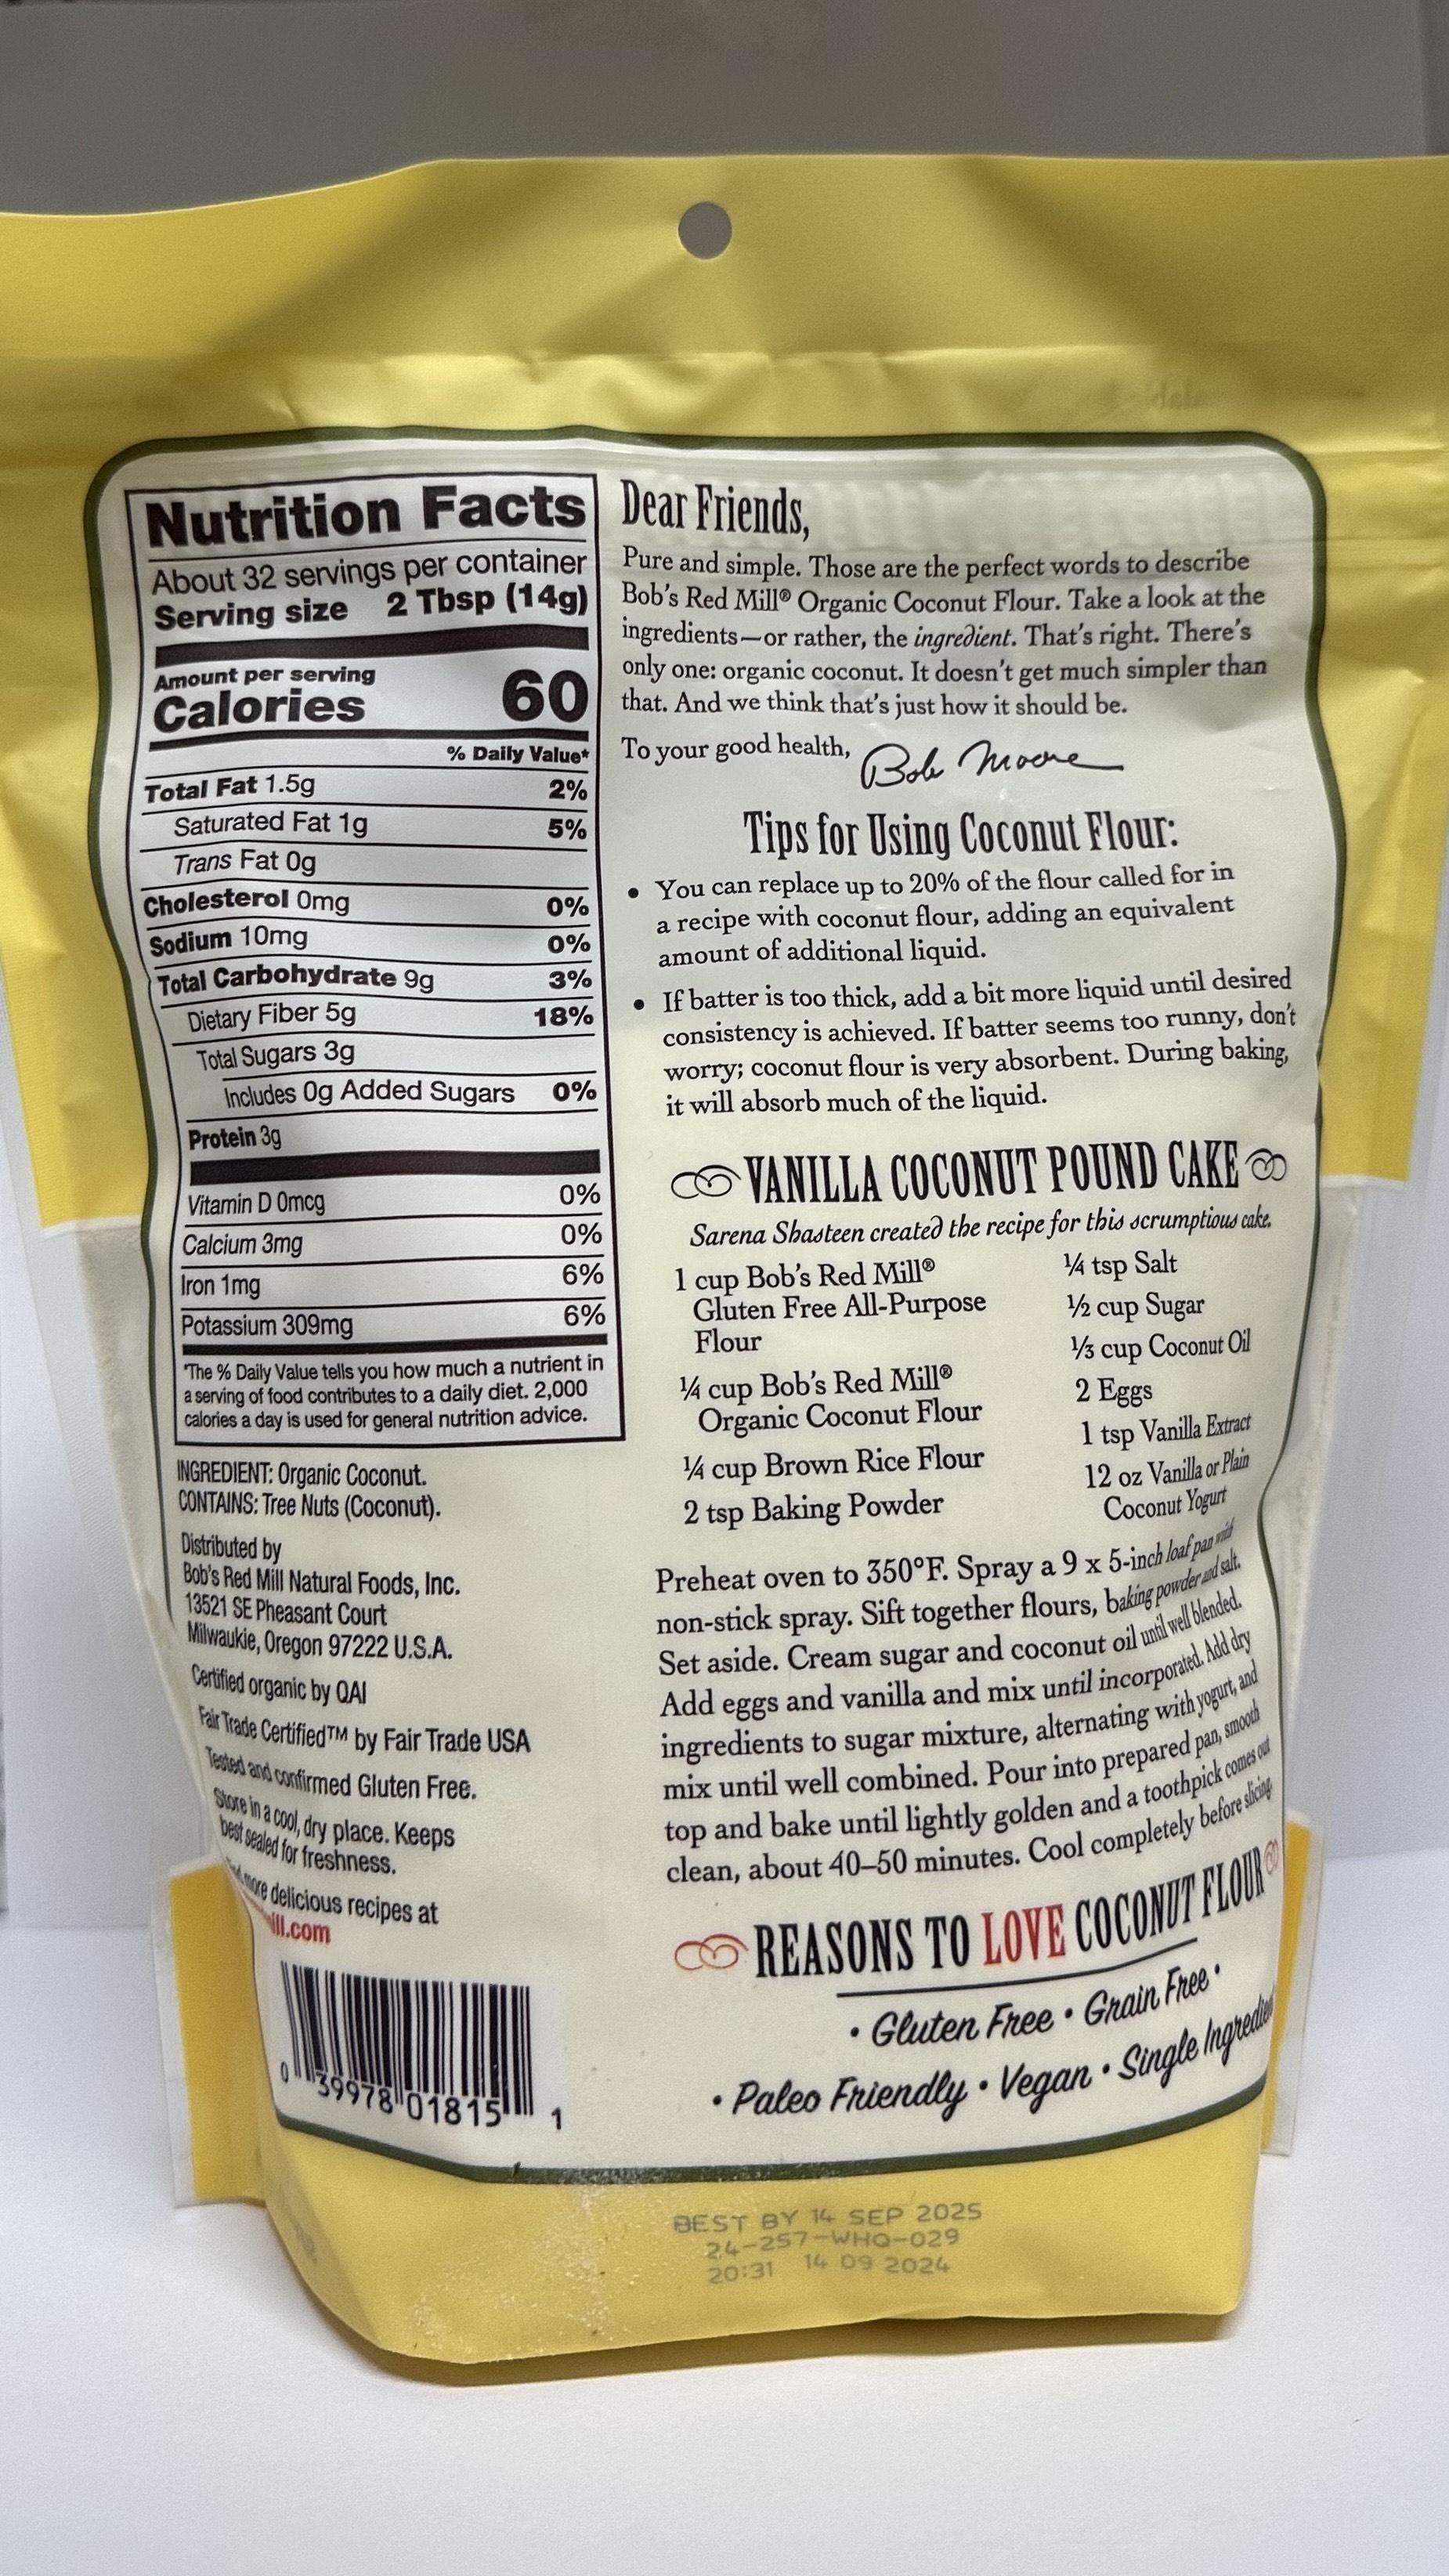 Nutrition Facts
About 32 servings per container
Serving size 2 Tbsp (14g)
Amount per serving
Calories 60
% Daily Value*
Total Fat 1.5g 2%
Saturated Fat 1g 5%
Trans Fat 0g
Cholesterol 0mg 0%
Sodium 10mg 0%
Total Carbohydrate 9g 3%
Dietary Fiber 5g 18%
Total Sugars 3g
Includes 0g Added Sugars 0%
Protein 3g
Vitamin D 0mcg 0%
Calcium 3mg 0%
Iron 1mg 6%
Potassium 309mg 6%
*The % Daily Value tells you how much a nutrient in
a serving of food contributes to a daily diet. 2,000
calories a day is used for general nutrition advice.
INGREDIENT: Organic Coconut.
CONTAINS: Tree Nuts (Coconut).
Distributed by
Bob's Red Mill Natural Foods, Inc.
13521 SE Pheasant Court
Milwaukie, Oregon 97222 U.S.A.
Certified organic by QAI
Fair Trade Certified™ by Fair Trade USA
Tested and confirmed Gluten Free.
Store in a cool, dry place. Keeps
best sealed for freshness.
more delicious recipes at
ill.com
0 39978 01815 1
Dear Friends,
Pure and simple. Those are the perfect words to describe
Bob's Red Mill® Organic Coconut Flour. Take a look at the
ingredients—or rather, the ingredient. That's right. There's
only one: organic coconut. It doesn't get much simpler than
that. And we think that's just how it should be.
To your good health, Bob Moore
Tips for Using Coconut Flour:
• You can replace up to 20% of the flour called for in
a recipe with coconut flour, adding an equivalent
amount of additional liquid.
• If batter is too thick, add a bit more liquid until desired
consistency is achieved. If batter seems too runny, don't
worry; coconut flour is very absorbent. During baking,
it will absorb much of the liquid.
VANILLA COCONUT POUND CAKE
Sarena Shasteen created the recipe for this scrumptious cake.
1 cup Bob's Red Mill®
Gluten Free All-Purpose
Flour
¼ cup Bob's Red Mill®
Organic Coconut Flour
¼ cup Brown Rice Flour
2 tsp Baking Powder
¼ tsp Salt
½ cup Sugar
⅓ cup Coconut Oil
2 Eggs
1 tsp Vanilla Extract
12 oz Vanilla or Plain
Coconut Yogurt
Preheat oven to 350°F. Spray a 9 x 5-inch loaf pan with
non-stick spray. Sift together flours, baking powder and salt.
Set aside. Cream sugar and coconut oil until well blended.
Add eggs and vanilla and mix until incorporated. Add dry
ingredients to sugar mixture, alternating with yogurt, and
mix until well combined. Pour into prepared pan, smooth
top and bake until lightly golden and a toothpick comes out
clean, about 40–50 minutes. Cool completely before slicing.
REASONS TO LOVE COCONUT FLOUR
• Gluten Free • Grain Free •
• Paleo Friendly • Vegan • Single Ingredien
BEST BY 14 SEP 2025
24-257-WHQ-029
20:31 14 09 2024